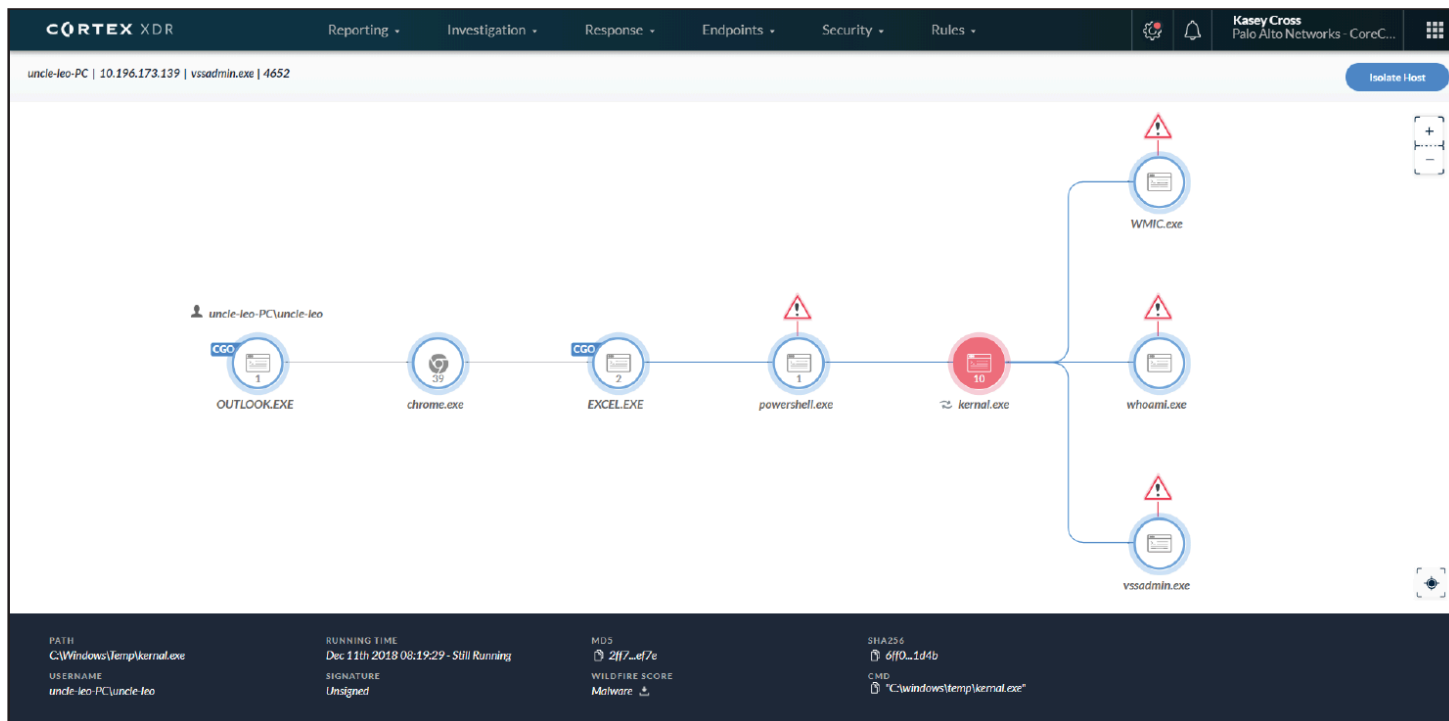 CORTEX XDR
Reporting
Investigation
Response
Endpoints
Security
Rules
Kasey Cross
Palo Alto Networks - CoreC...
uncle-leo-PC | 10.196.173.139 | vssadmin.exe | 4652
Isolate Host
+
−
WMIC.exe
uncle-leo-PC\uncle-leo
CGO
1
OUTLOOK.EXE
39
chrome.exe
CGO
2
EXCEL.EXE
1
powershell.exe
10
kernal.exe
whoami.exe
vssadmin.exe
PATH
C:\Windows\Temp\kernal.exe
RUNNING TIME
Dec 11th 2018 08:19:29 - Still Running
MD5
2ff7...ef7e
SHA256
6ff0...1d4b
USERNAME
uncle-leo-PC\uncle-leo
SIGNATURE
Unsigned
WILDFIRE SCORE
Malware
CMD
"C:\windows\temp\kernal.exe"